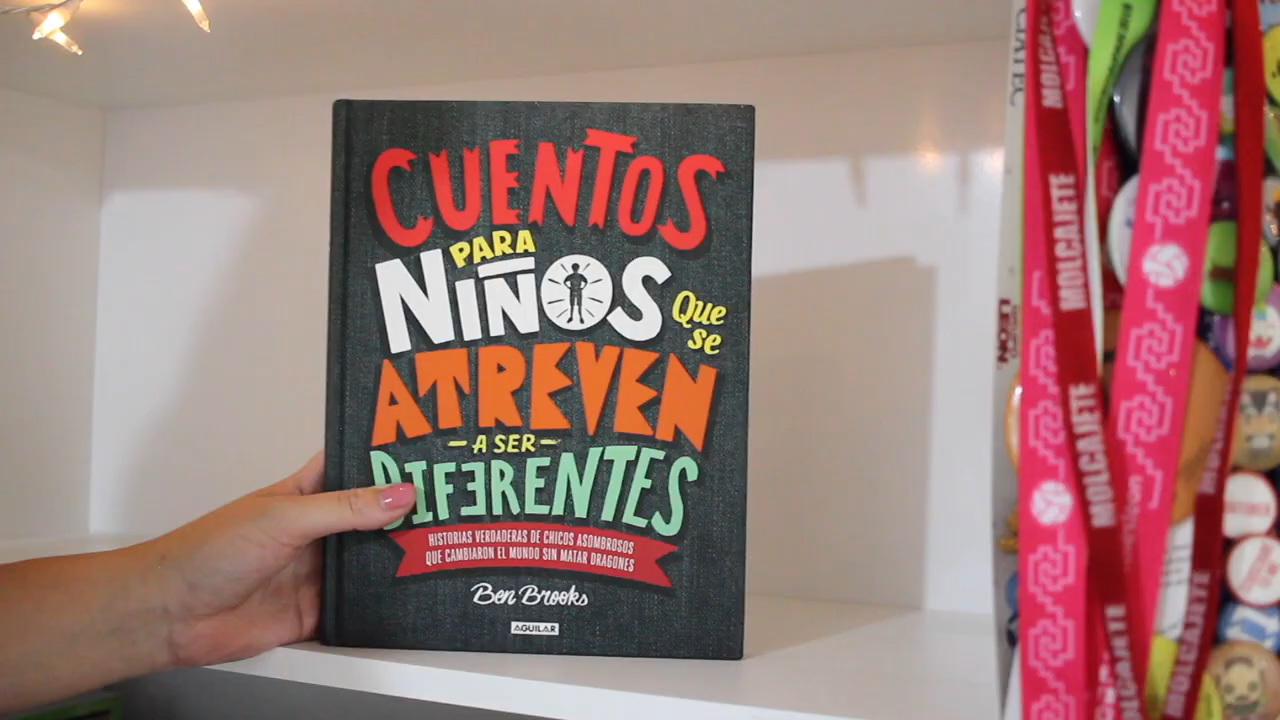 CUENTOS
PARA
NIÑOS
Que
se
ATREVEN
A SER
DIFERENTES
HISTORIAS VERDADERAS DE CHICOS ASOMBROSOS
QUE CAMBIARON EL MUNDO SIN MATAR DRAGONES
Ben Brooks
AGUILAR
MOLCAJETE
MOLCAJETE
MOLCAJETE
MOLCAJETE
MOLCAJETE